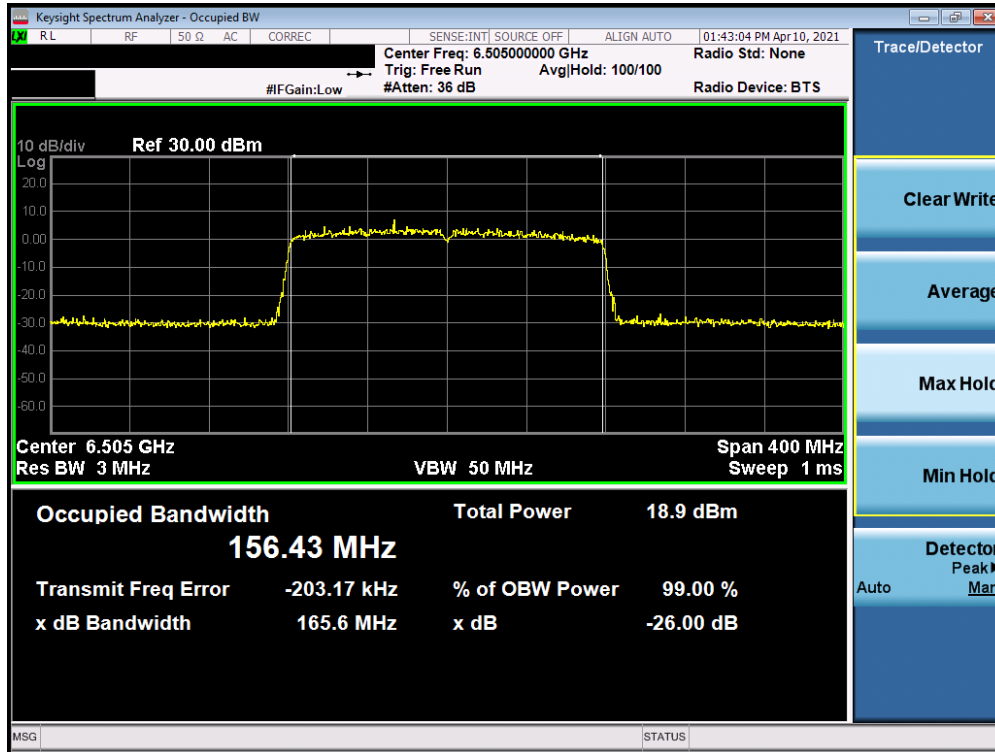 Keysight Spectrum Analyzer - Occupied BW
LXI RL RF 50 Ω AC CORREC SENSE:INT SOURCE OFF ALIGN AUTO 01:43:04 PM Apr 10, 2021
Center Freq: 6.505000000 GHz Radio Std: None
Trig: Free Run Avg|Hold: 100/100
#IFGain:Low #Atten: 36 dB Radio Device: BTS
Trace/Detector
10 dB/div Ref 30.00 dBm
Log
20.0
10.0
0.00
-10.0
-20.0
-30.0
-40.0
-50.0
-60.0
Center 6.505 GHz Span 400 MHz
Res BW 3 MHz VBW 50 MHz Sweep 1 ms
Clear Write
Average
Max Hold
Min Hold
Detector
Peak▶
Auto Man
Occupied Bandwidth Total Power 18.9 dBm
156.43 MHz
Transmit Freq Error -203.17 kHz % of OBW Power 99.00 %
x dB Bandwidth 165.6 MHz x dB -26.00 dB
MSG STATUS